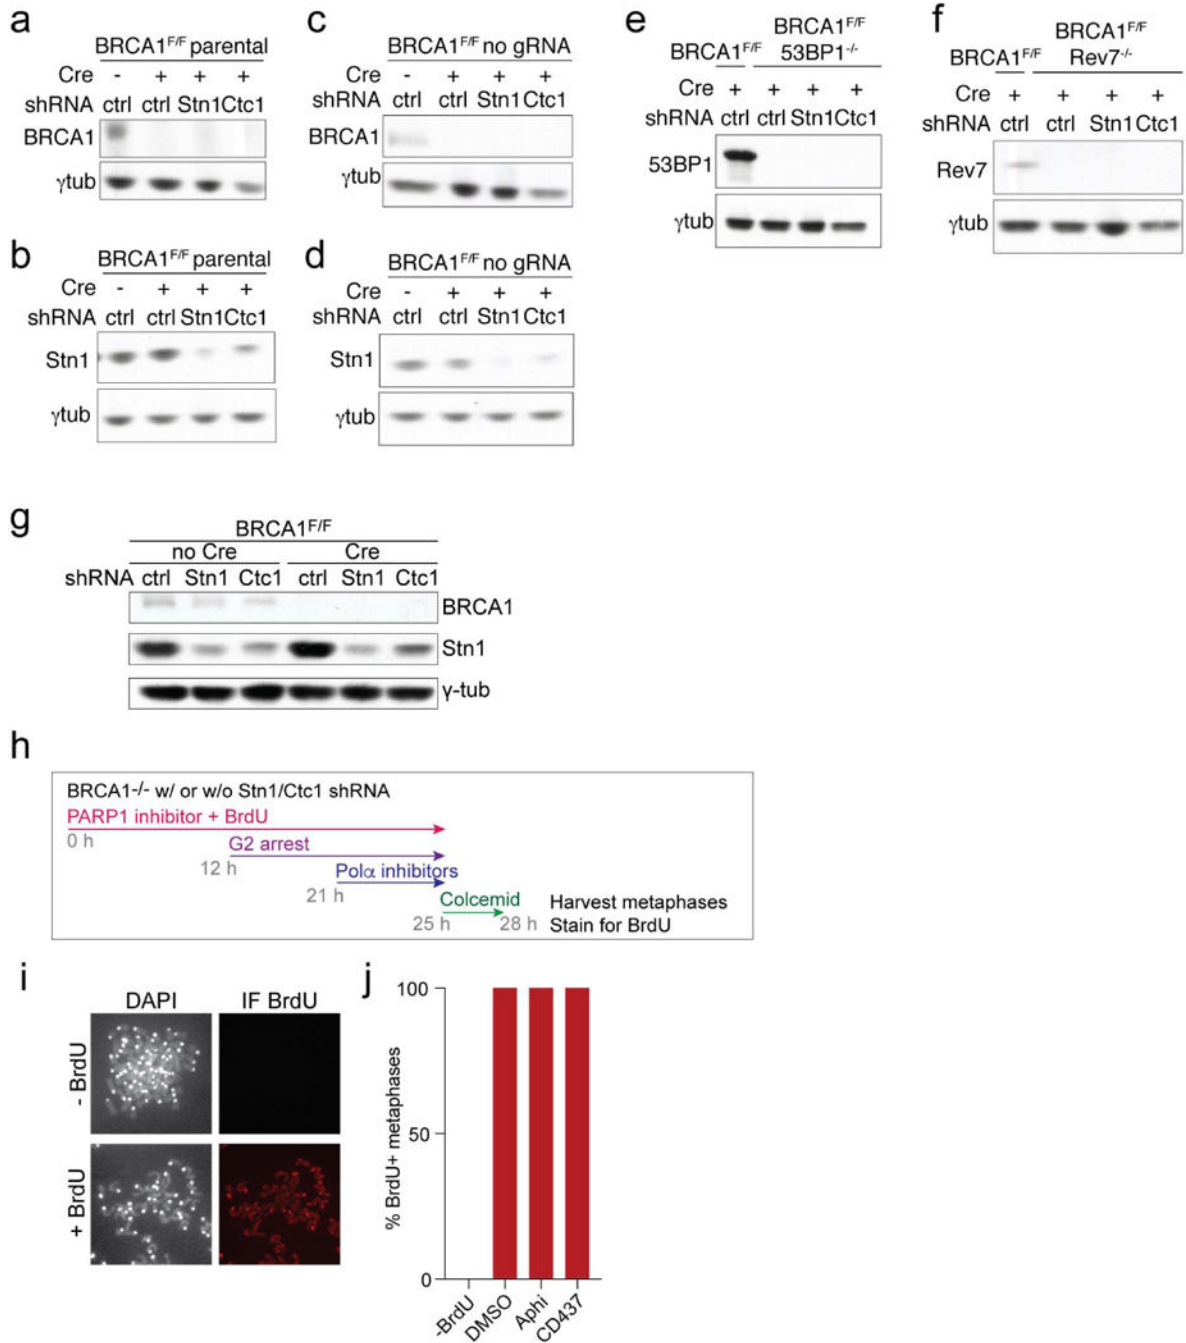 a
BRCA1F/F parental
Cre - + + +
shRNA ctrl ctrl Stn1 Ctc1
BRCA1
γtub
b
BRCA1F/F parental
Cre - + + +
shRNA ctrl ctrl Stn1 Ctc1
Stn1
γtub
c
BRCA1F/F no gRNA
Cre - + + +
shRNA ctrl ctrl Stn1 Ctc1
BRCA1
γtub
d
BRCA1F/F no gRNA
Cre - + + +
shRNA ctrl ctrl Stn1 Ctc1
Stn1
γtub
e
BRCA1F/F
BRCA1F/F 53BP1-/-
Cre + + + +
shRNA ctrl ctrl Stn1 Ctc1
53BP1
γtub
f
BRCA1F/F
BRCA1F/F Rev7-/-
Cre + + + +
shRNA ctrl ctrl Stn1 Ctc1
Rev7
γtub
g
BRCA1F/F
no Cre Cre
shRNA ctrl Stn1 Ctc1 ctrl Stn1 Ctc1
BRCA1
Stn1
γ-tub
h
BRCA1-/- w/ or w/o Stn1/Ctc1 shRNA
PARP1 inhibitor + BrdU
0 h
G2 arrest
12 h
Polα inhibitors
21 h
Colcemid
25 h 28 h
Harvest metaphases
Stain for BrdU
i
DAPI IF BrdU
- BrdU
+ BrdU
j
% BrdU+ metaphases
100
50
0
-BrdU
DMSO
Aphi
CD437